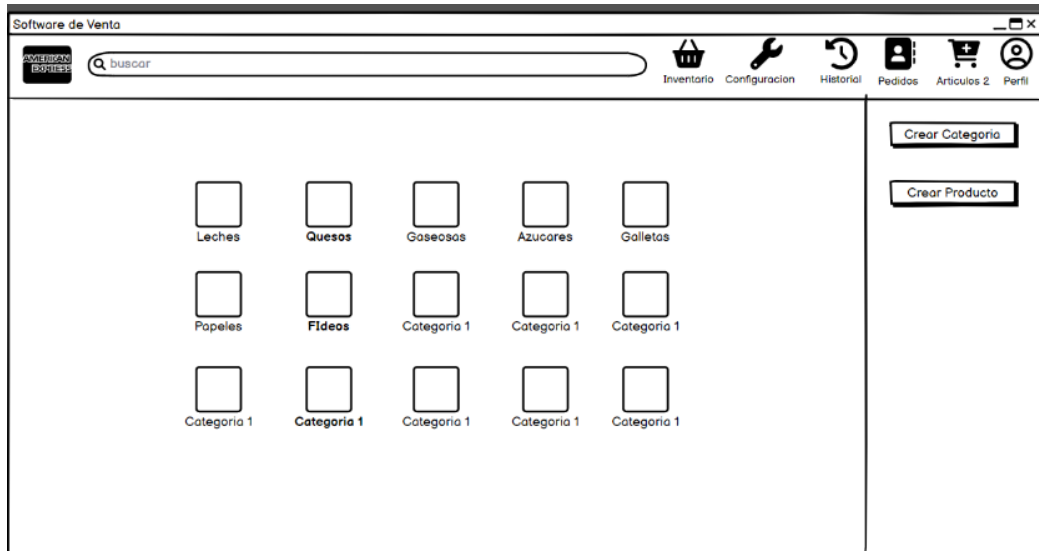 Software de Venta
AMERICAN EXPRESS
buscar
Inventario Configuracion Historial Pedidos Articulos 2 Perfil
Crear Categoria
Crear Producto
Leches Quesos Gaseosas Azucares Galletas
Papeles FIdeos Categoria 1 Categoria 1 Categoria 1
Categoria 1 Categoria 1 Categoria 1 Categoria 1 Categoria 1